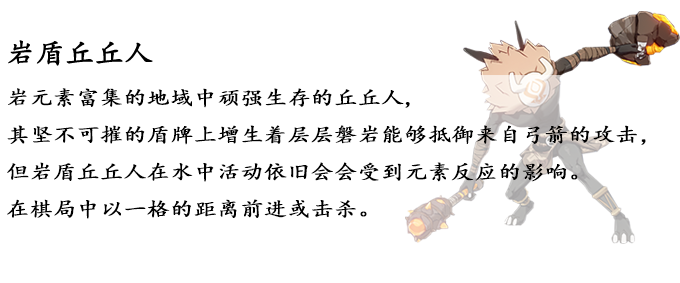 岩盾丘丘人
岩元素富集的地域中顽强生存的丘丘人，
其坚不可摧的盾牌上增生着层层磐岩能够抵御来自弓箭的攻击，
但岩盾丘丘人在水中活动依旧会会受到元素反应的影响。
在棋局中以一格的距离前进或击杀。